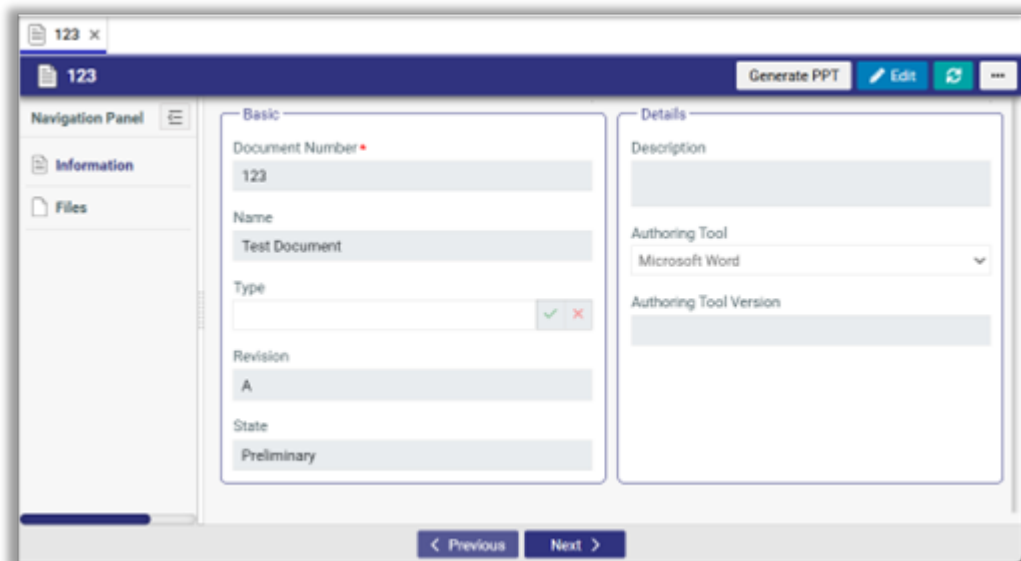 123 ×
123
Generate PPT
Edit
...
Navigation Panel
Information
Files
Basic
Document Number•
123
Name
Test Document
Type
Revision
A
State
Preliminary
Details
Description
Authoring Tool
Microsoft Word
Authoring Tool Version
< Previous
Next >